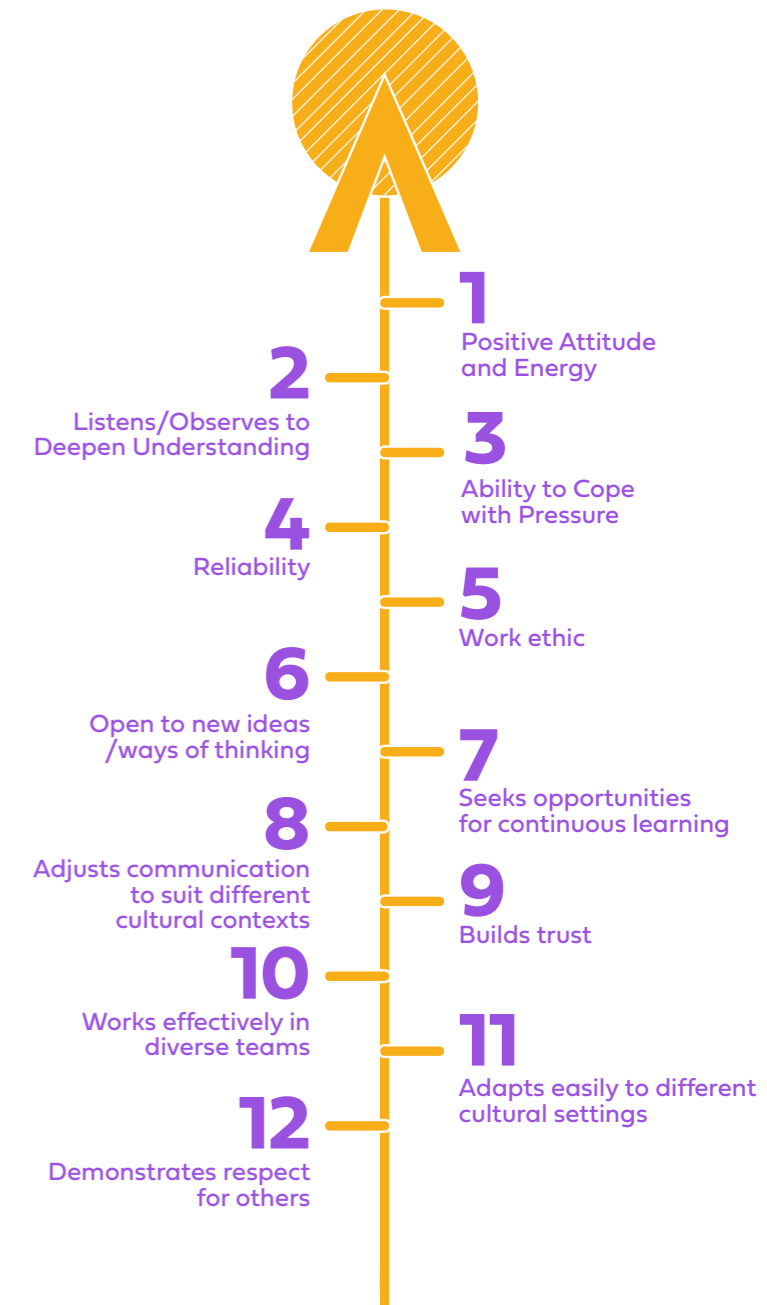 1
Positive Attitude
and Energy
2
Listens/Observes to
Deepen Understanding
3
Ability to Cope
with Pressure
4
Reliability
5
Work ethic
6
Open to new ideas
/ways of thinking
7
Seeks opportunities
for continuous learning
8
Adjusts communication
to suit different
cultural contexts
9
Builds trust
10
Works effectively in
diverse teams
11
Adapts easily to different
cultural settings
12
Demonstrates respect
for others